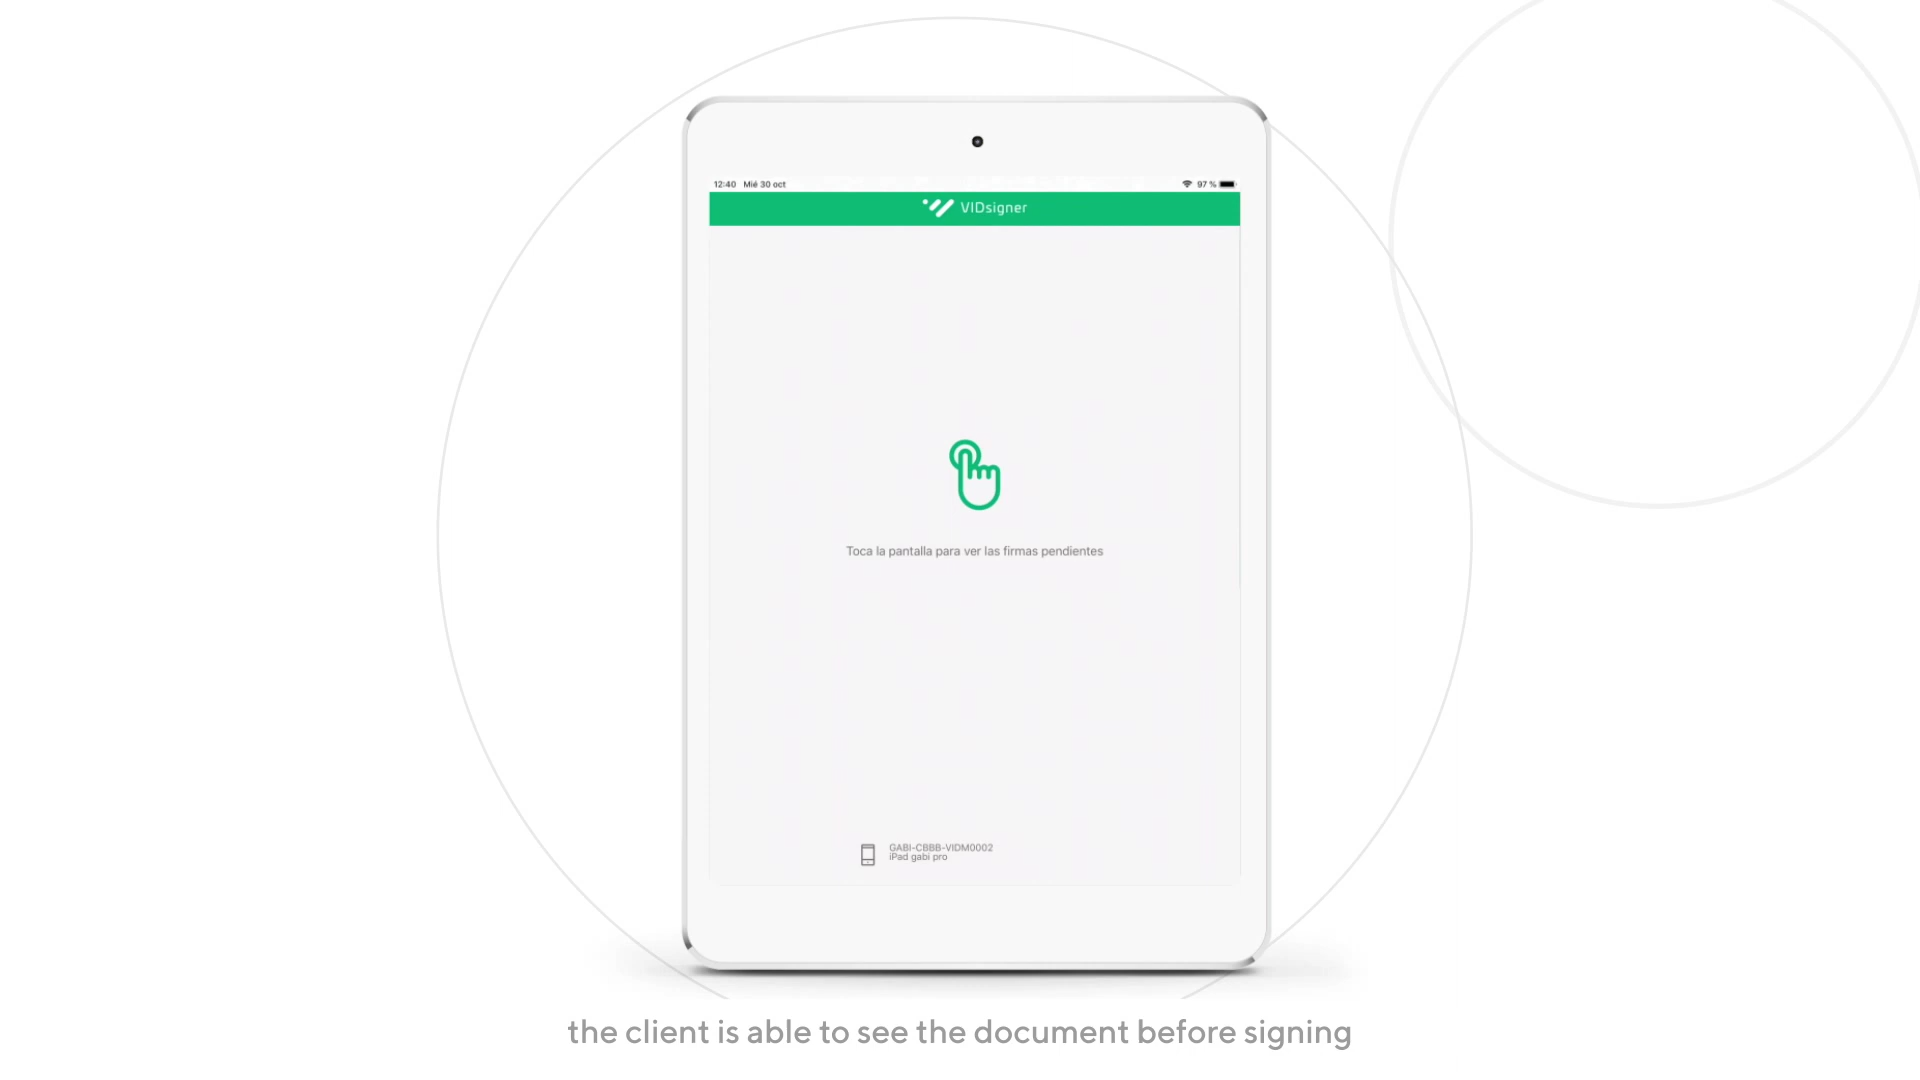 12:40 Mié 30 oct 97 %
VIDsigner
Toca la pantalla para ver las firmas pendientes
GABI-CBBB-VIDM0002
iPad gabi pro
the client is able to see the document before signing